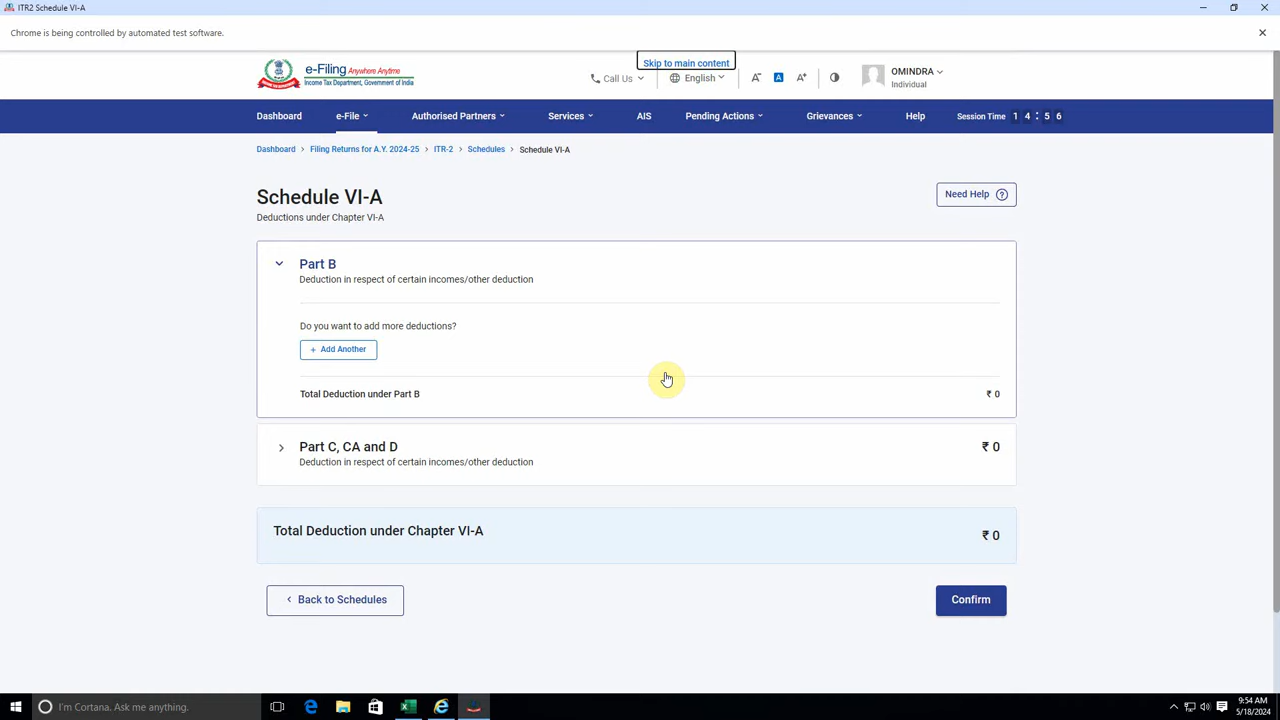 ITR2 Schedule VI-A
Chrome is being controlled by automated test software.
Skip to main content
e-Filing Anywhere Anytime
Income Tax Department, Government of India
Call Us
English
A- A A+
OMINDRA
Individual
Dashboard e-File Authorised Partners Services AIS Pending Actions Grievances Help Session Time 1 4 : 5 6
Dashboard > Filing Returns for A.Y. 2024-25 > ITR-2 > Schedules > Schedule VI-A
Schedule VI-A
Need Help ?
Deductions under Chapter VI-A
Part B
Deduction in respect of certain incomes/other deduction
Do you want to add more deductions?
+ Add Another
Total Deduction under Part B ₹ 0
Part C, CA and D ₹ 0
Deduction in respect of certain incomes/other deduction
Total Deduction under Chapter VI-A ₹ 0
< Back to Schedules
Confirm
I'm Cortana. Ask me anything.
9:54 AM
5/18/2024